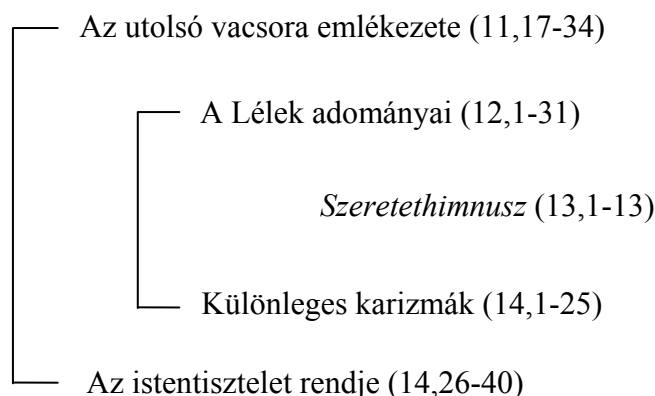 Az utolsó vacsora emlékezete (11,17-34)
A Lélek adományai (12,1-31)
Szeretethimnusz (13,1-13)
Különleges karizmák (14,1-25)
Az istentisztelet rendje (14,26-40)